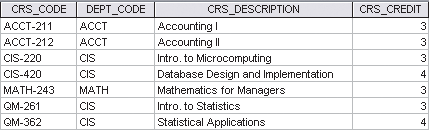 CRS_CODE DEPT_CODE CRS_DESCRIPTION CRS_CREDIT
ACCT-211 ACCT Accounting I 3
ACCT-212 ACCT Accounting II 3
CIS-220 CIS Intro. to Microcomputing 3
CIS-420 CIS Database Design and Implementation 4
MATH-243 MATH Mathematics for Managers 3
QM-261 CIS Intro. to Statistics 3
QM-362 CIS Statistical Applications 4